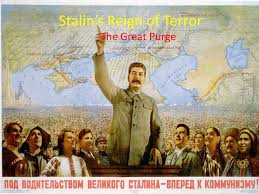 Stalin's Reign of Terror
The Great Purge
ПОД ВОДИТЕЛЬСТВОМ ВЕЛИКОГО СТАЛИНА–ВПЕРЕД К КОММУНИЗМУ!